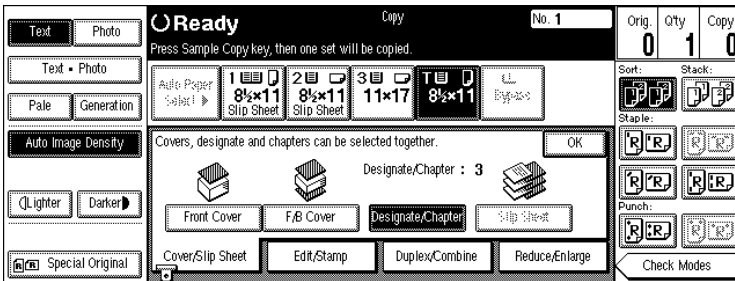 Text
Photo
Text • Photo
Pale
Generation
Auto Image Density
Lighter
Darker
Special Original
Ready
Copy
No. 1
Press Sample Copy key, then one set will be copied.
Auto Paper
Select
1
8½×11
Slip Sheet
2
8½×11
Slip Sheet
3
11×17
T
8½×11
Bypass
Covers, designate and chapters can be selected together.
OK
Designate/Chapter : 3
Front Cover
F/B Cover
Designate/Chapter
Slip Sheet
Cover/Slip Sheet
Edit/Stamp
Duplex/Combine
Reduce/Enlarge
Orig.
Q'ty
Copy
0
1
0
Sort:
Stack:
Staple:
Punch:
Check Modes